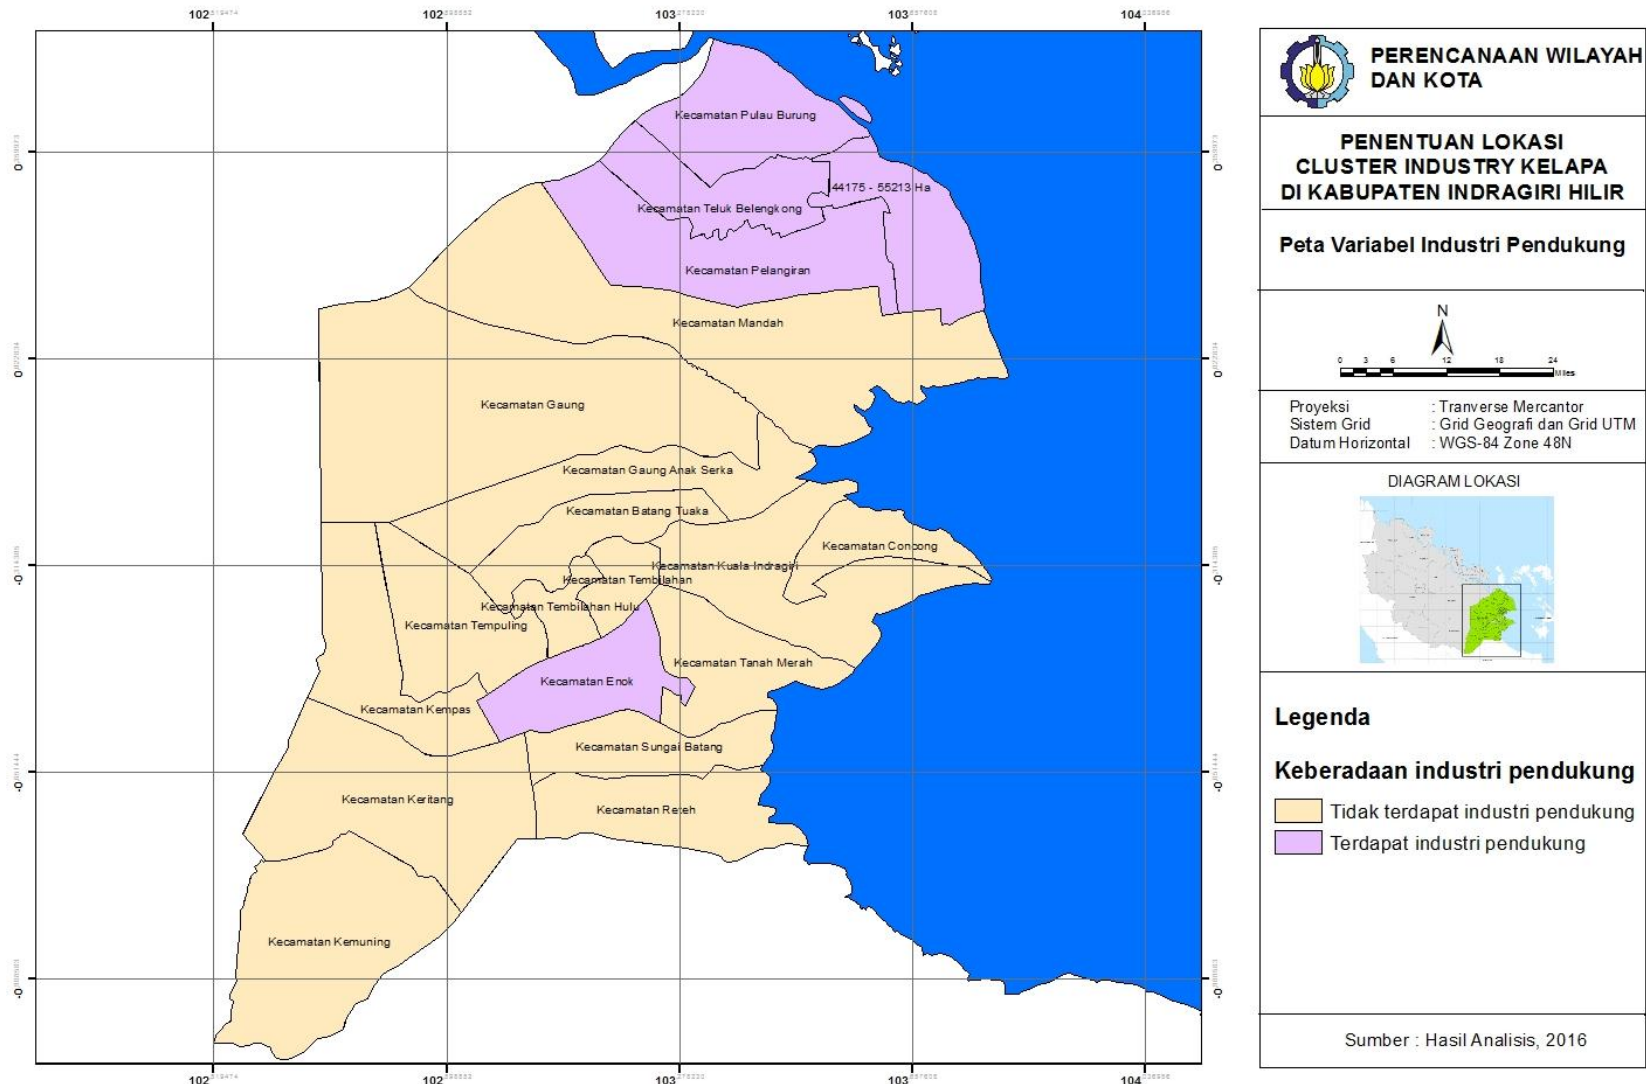 102 103 103 104
PERENCANAAN WILAYAH
DAN KOTA
PENENTUAN LOKASI
CLUSTER INDUSTRY KELAPA
DI KABUPATEN INDRAGIRI HILIR
Peta Variabel Industri Pendukung
N
0 3 6 12 18 24
Miles
Proyeksi : Tranverse Mercantor
Sistem Grid : Grid Geografi dan Grid UTM
Datum Horizontal : WGS-84 Zone 48N
DIAGRAM LOKASI
Legenda
Keberadaan industri pendukung
Tidak terdapat industri pendukung
Terdapat industri pendukung
Sumber : Hasil Analisis, 2016
Kecamatan Pulau Burung
44175 - 55213 Ha
Kecamatan Teluk Belengkong
Kecamatan Pelangiran
Kecamatan Mandah
Kecamatan Gaung
Kecamatan Gaung Anak Serka
Kecamatan Batang Tuaka
Kecamatan Concong
Kecamatan Kuala Indragiri
Kecamatan Tembilahan
Kecamatan Tembilahan Hulu
Kecamatan Tempuling
Kecamatan Tanah Merah
Kecamatan Enok
Kecamatan Kempas
Kecamatan Sungai Batang
Kecamatan Keritang
Kecamatan Reteh
Kecamatan Kemuning
102 103 103 104